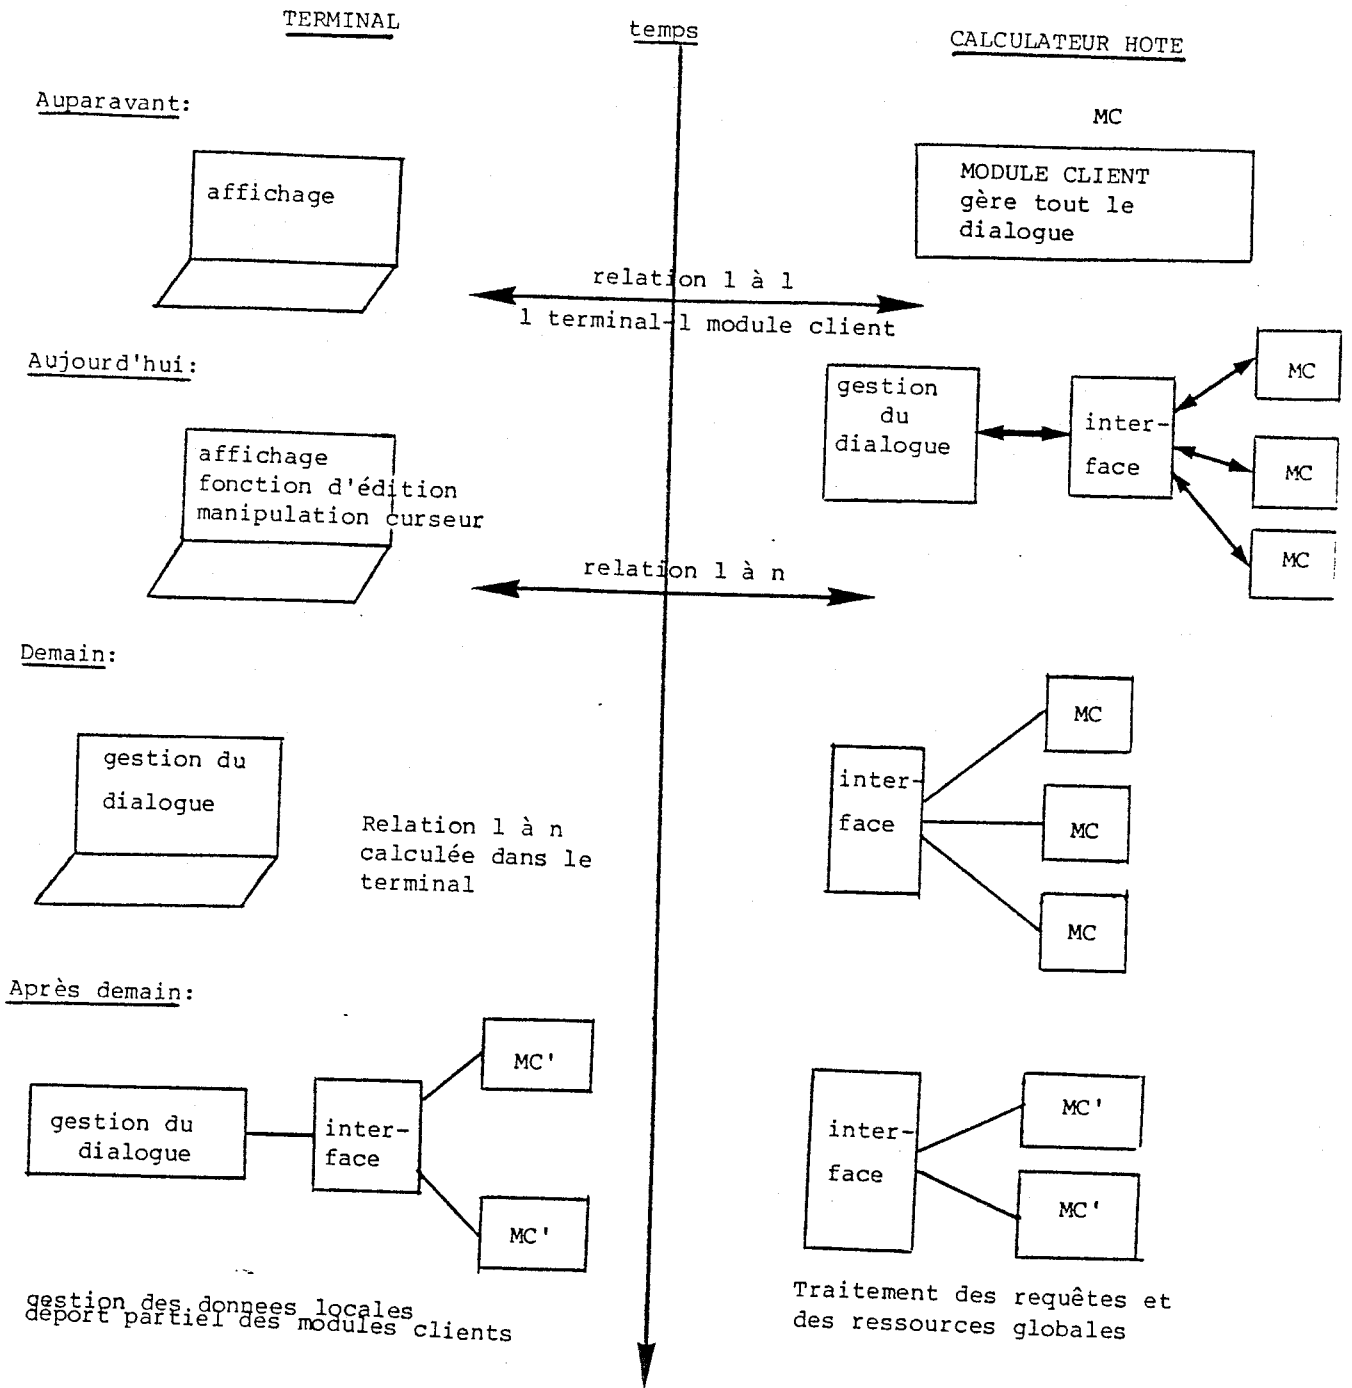 TERMINAL
temps
CALCULATEUR HOTE
Auparavant:
MC
affichage
MODULE CLIENT
gère tout le
dialogue
relation 1 à 1
1 terminal-1 module client
Aujourd'hui:
affichage
fonction d'édition
manipulation curseur
gestion
du
dialogue
inter-
face
MC
MC
MC
relation 1 à n
Demain:
gestion du
dialogue
Relation 1 à n
calculée dans le
terminal
inter-
face
MC
MC
MC
Après demain:
gestion du
dialogue
inter-
face
MC'
MC'
inter-
face
MC'
MC'
gestion des donnees locales
déport partiel des modules clients
Traitement des requêtes et
des ressources globales